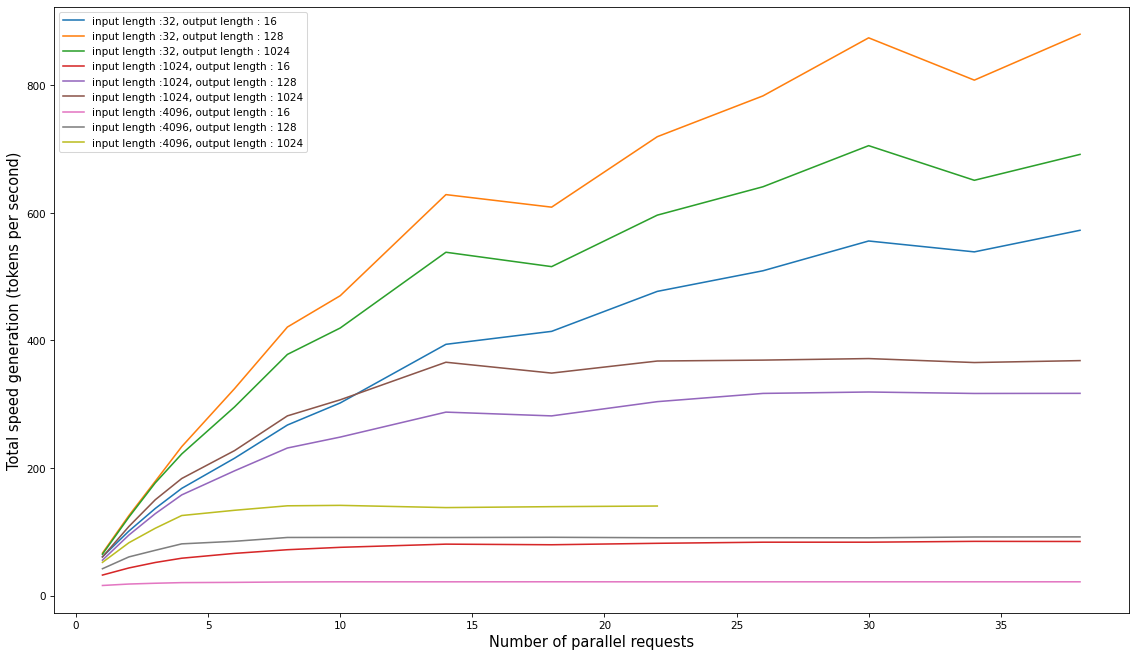 input length :32, output length : 16
input length :32, output length : 128
input length :32, output length : 1024
input length :1024, output length : 16
input length :1024, output length : 128
input length :1024, output length : 1024
input length :4096, output length : 16
input length :4096, output length : 128
input length :4096, output length : 1024
Total speed generation (tokens per second)
800
600
400
200
0
0 5 10 15 20 25 30 35
Number of parallel requests